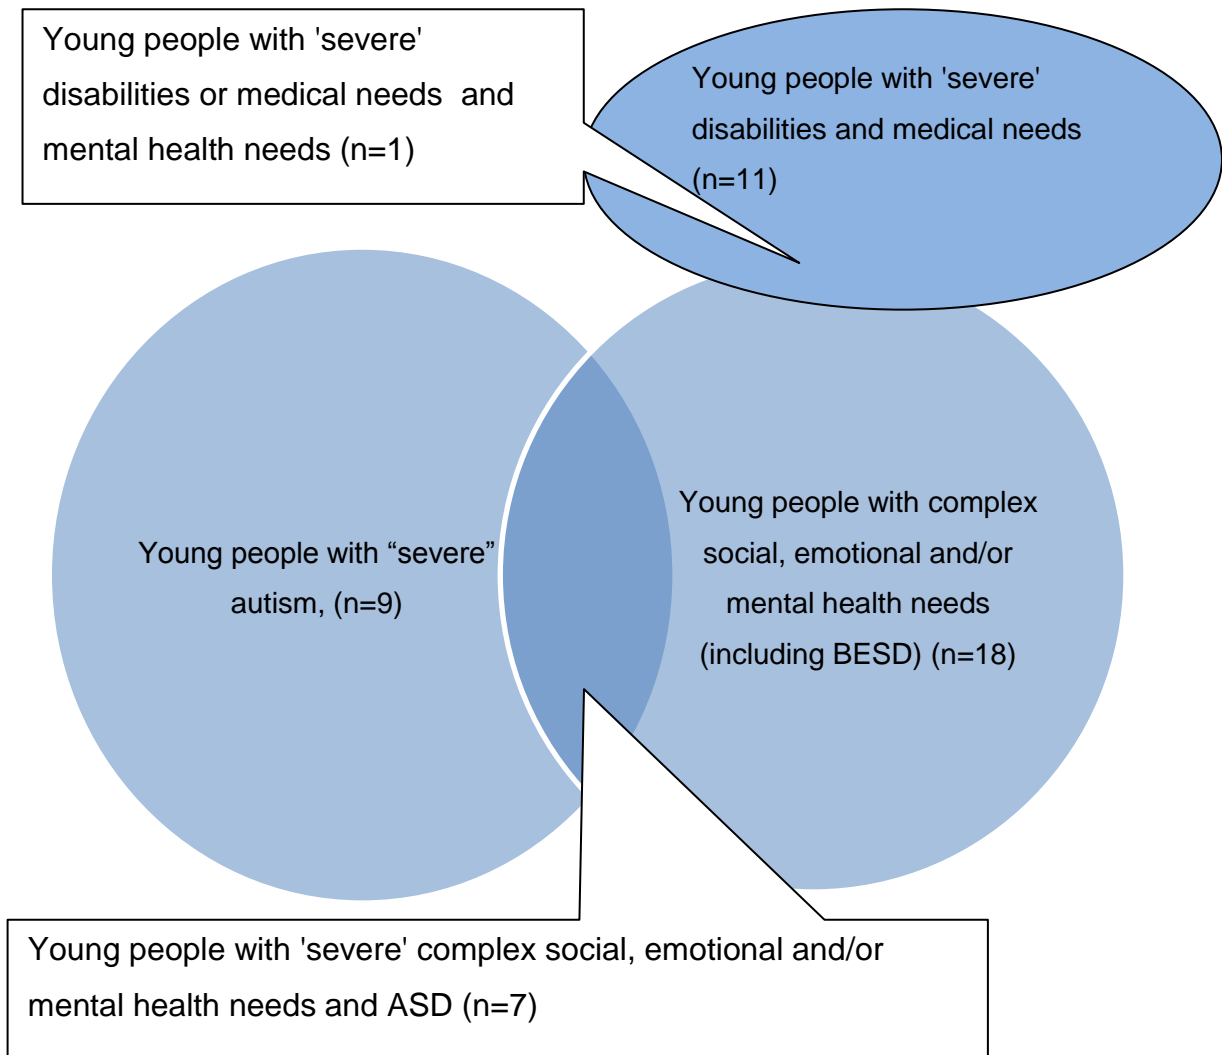 Young people with 'severe'
disabilities or medical needs  and
mental health needs (n=1)
Young people with 'severe'
disabilities and medical needs
(n=11)
Young people with “severe”
autism, (n=9)
Young people with complex
social, emotional and/or
mental health needs
(including BESD) (n=18)
Young people with 'severe' complex social, emotional and/or
mental health needs and ASD (n=7)